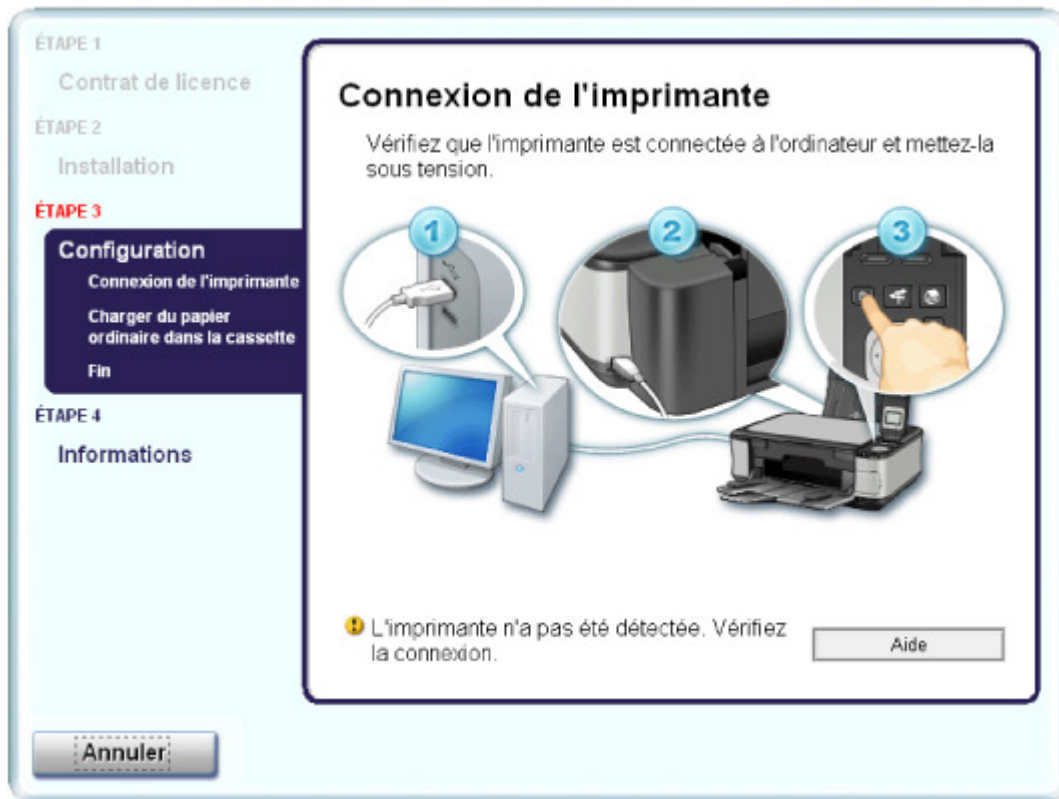 ÉTAPE 1
Contrat de licence
ÉTAPE 2
Installation
ÉTAPE 3
Configuration
Connexion de l'imprimante
Charger du papier
ordinaire dans la cassette
Fin
ÉTAPE 4
Informations
Connexion de l'imprimante
Vérifiez que l'imprimante est connectée à l'ordinateur et mettez-la
sous tension.
1
2
3
L'imprimante n'a pas été détectée. Vérifiez
la connexion.
Aide
Annuler